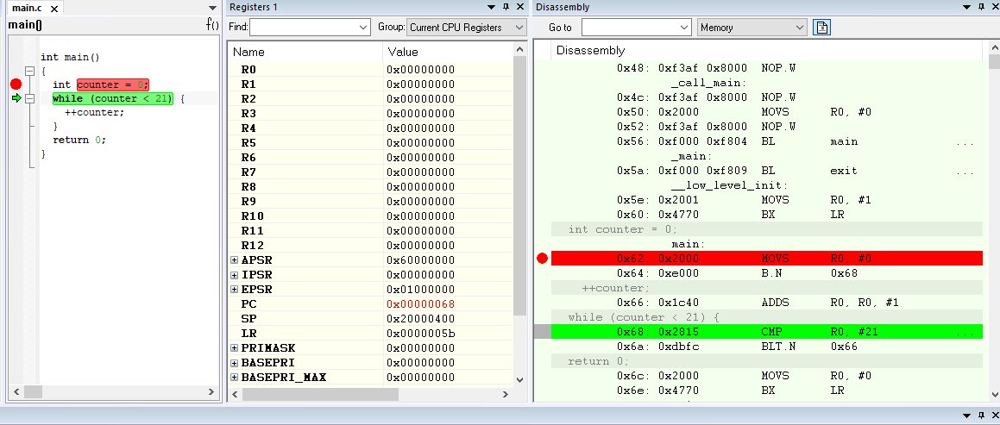 main.c
main()
f()
int main()
{
int counter = 0;
while (counter < 21) {
++counter;
}
return 0;
}
Registers 1
Find:
Group: Current CPU Registers
Name Value
R0 0x00000000
R1 0x00000000
R2 0x00000000
R3 0x00000000
R4 0x00000000
R5 0x00000000
R6 0x00000000
R7 0x00000000
R8 0x00000000
R9 0x00000000
R10 0x00000000
R11 0x00000000
R12 0x00000000
APSR 0x60000000
IPSR 0x00000000
EPSR 0x01000000
PC 0x00000068
SP 0x20000400
LR 0x0000005b
PRIMASK 0x00000000
BASEPRI 0x00000000
BASEPRI_MAX 0x00000000
Disassembly
Go to Memory
Disassembly
0x48: 0xf3af 0x8000 NOP.W
_call_main:
0x4c: 0xf3af 0x8000 NOP.W
0x50: 0x2000 MOVS R0, #0
0x52: 0xf3af 0x8000 NOP.W
0x56: 0xf000 0xf804 BL main ...
_main:
0x5a: 0xf000 0xf809 BL exit ...
__low_level_init:
0x5e: 0x2001 MOVS R0, #1
0x60: 0x4770 BX LR
int counter = 0;
main:
0x62: 0x2000 MOVS R0, #0
0x64: 0xe000 B.N 0x68
++counter;
0x66: 0x1c40 ADDS R0, R0, #1
while (counter < 21) {
0x68: 0x2815 CMP R0, #21 ...
0x6a: 0xdbfc BLT.N 0x66
return 0;
0x6c: 0x2000 MOVS R0, #0
0x6e: 0x4770 BX LR